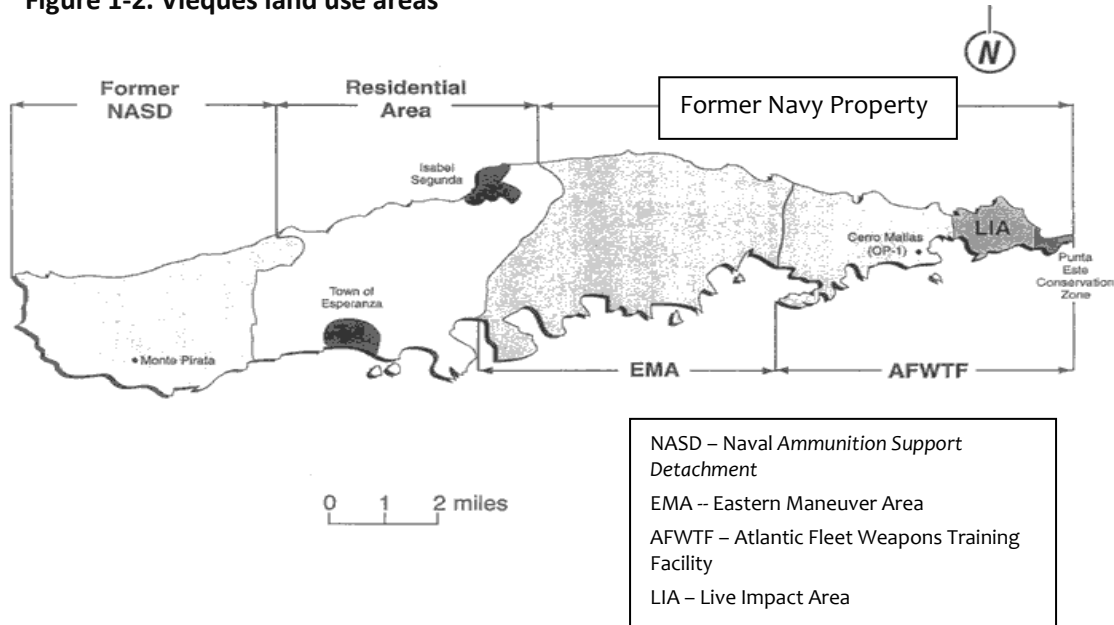 Figure 1-2. Vieques land use areas
N
Former
NASD
Residential
Area
Former Navy Property
Isabel
Segunda
LIA
Cerro Matias
(OP-1)
Punta
Este
Conservation
Zone
Town of
Esperanza
Monte Pirata
EMA
AFWTF
0 1 2 miles
NASD – Naval Ammunition Support
Detachment
EMA -- Eastern Maneuver Area
AFWTF – Atlantic Fleet Weapons Training
Facility
LIA – Live Impact Area